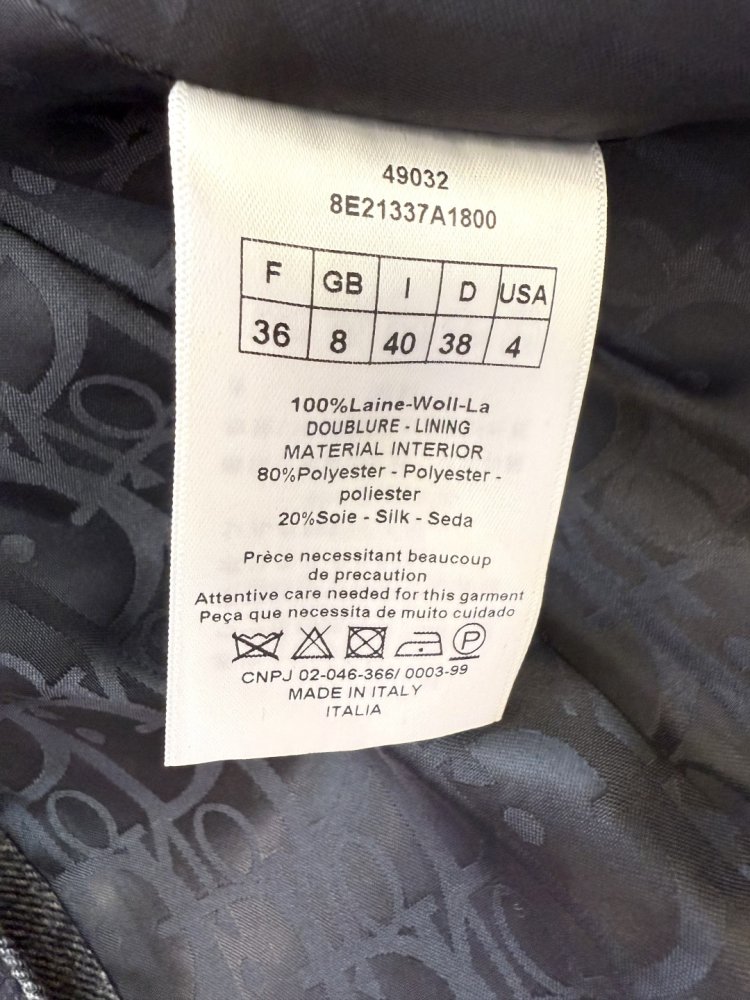 49032
8E21337A1800
F GB I D USA
36 8 40 38 4
100%Laine-Woll-La
DOUBLURE - LINING
MATERIAL INTERIOR
80%Polyester - Polyester -
poliester
20%Soie - Silk - Seda
Prèce necessitant beaucoup
de precaution
Attentive care needed for this garment
Peça que necessita de muito cuidado
P
CNPJ 02-046-366/ 0003-99
MADE IN ITALY
ITALIA